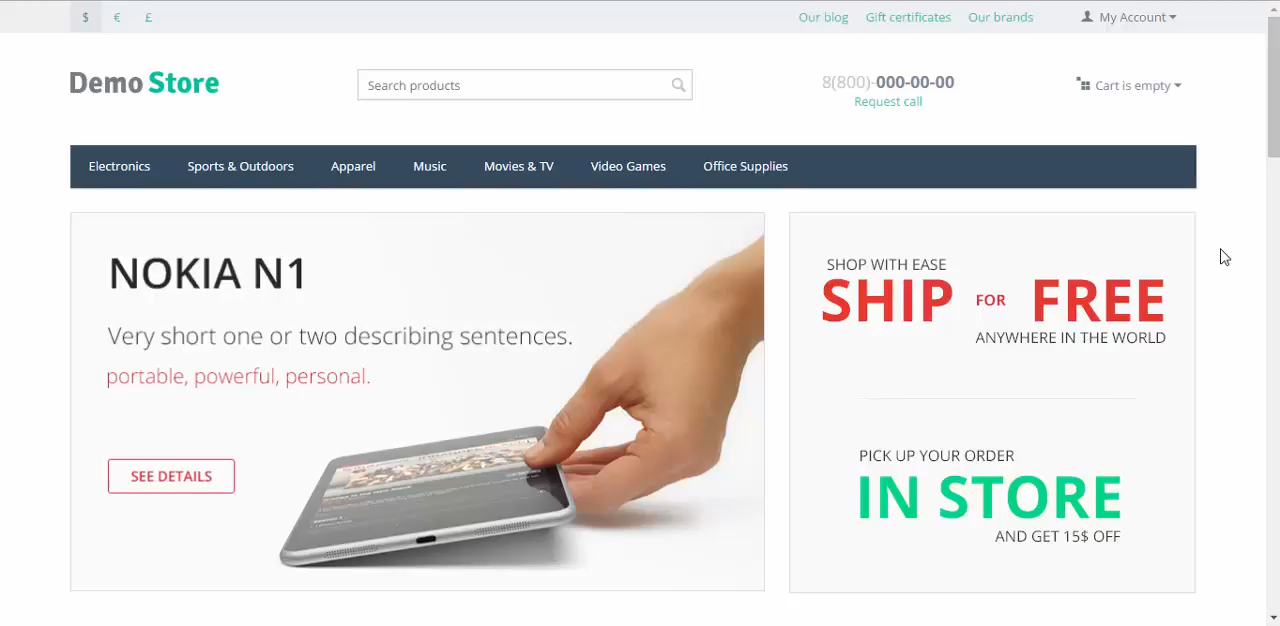 $ € £ Our blog Gift certificates Our brands My Account
Demo Store Search products 8(800)-000-00-00 Cart is empty
Request call
Electronics Sports & Outdoors Apparel Music Movies & TV Video Games Office Supplies
NOKIA N1
Very short one or two describing sentences.
portable, powerful, personal.
SEE DETAILS
SHOP WITH EASE
SHIP FOR FREE
ANYWHERE IN THE WORLD
PICK UP YOUR ORDER
IN STORE
AND GET 15$ OFF